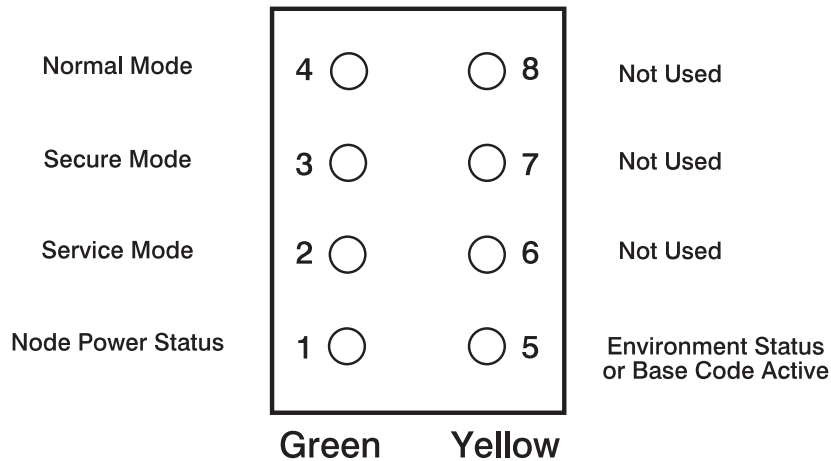 Normal Mode 4 8 Not Used
Secure Mode 3 7 Not Used
Service Mode 2 6 Not Used
Node Power Status 1 5 Environment Status
or Base Code Active
Green Yellow